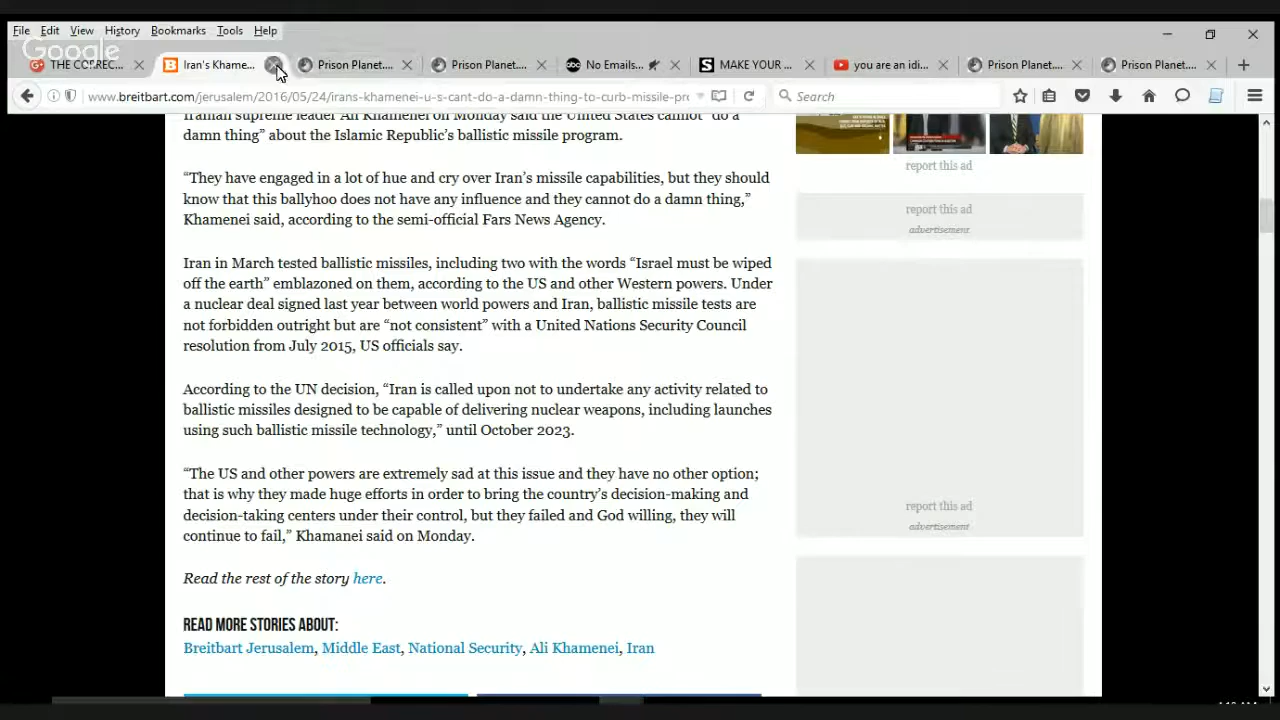 File Edit View History Bookmarks Tools Help
Google
THE CORREC... Iran's Khame... Prison Planet.... Prison Planet.... abc No Emails... S MAKE YOUR ... you are an idi... Prison Planet.... Prison Planet....
www.breitbart.com/jerusalem/2016/05/24/irans-khamenei-u-s-cant-do-a-damn-thing-to-curb-missile-pro Search
Iranian supreme leader Ali Khamenei on Monday said the United States cannot “do a
damn thing” about the Islamic Republic’s ballistic missile program.
“They have engaged in a lot of hue and cry over Iran’s missile capabilities, but they should
know that this ballyhoo does not have any influence and they cannot do a damn thing,”
Khamenei said, according to the semi-official Fars News Agency.
Iran in March tested ballistic missiles, including two with the words “Israel must be wiped
off the earth” emblazoned on them, according to the US and other Western powers. Under
a nuclear deal signed last year between world powers and Iran, ballistic missile tests are
not forbidden outright but are “not consistent” with a United Nations Security Council
resolution from July 2015, US officials say.
According to the UN decision, “Iran is called upon not to undertake any activity related to
ballistic missiles designed to be capable of delivering nuclear weapons, including launches
using such ballistic missile technology,” until October 2023.
“The US and other powers are extremely sad at this issue and they have no other option;
that is why they made huge efforts in order to bring the country’s decision-making and
decision-taking centers under their control, but they failed and God willing, they will
continue to fail,” Khamanei said on Monday.
Read the rest of the story here.
READ MORE STORIES ABOUT:
Breitbart Jerusalem, Middle East, National Security, Ali Khamenei, Iran
report this ad
report this ad
advertisement
report this ad
advertisement